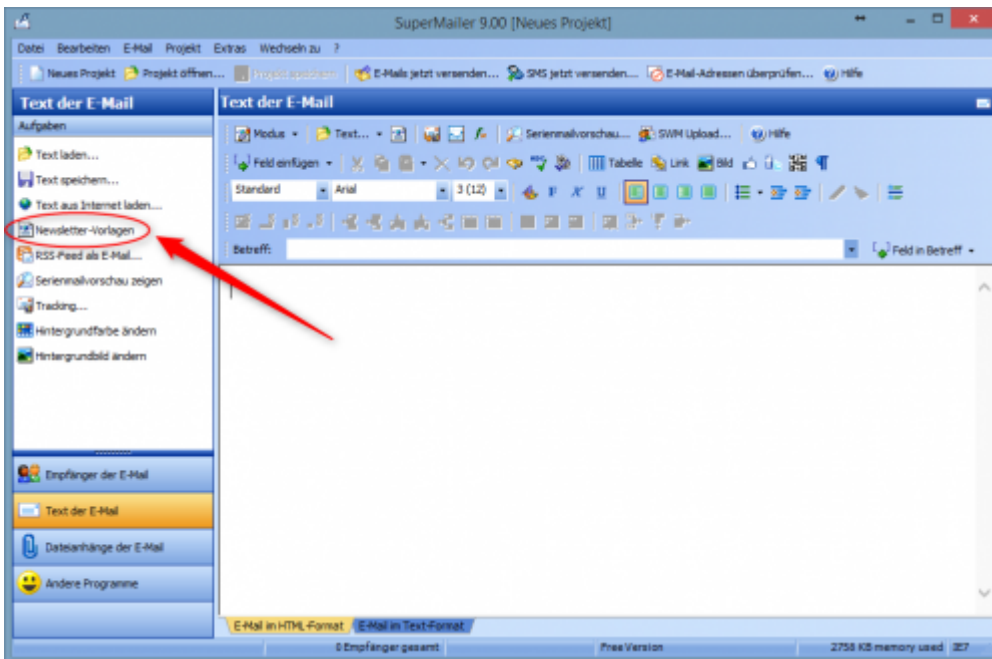 SuperMailer 9.00 [Neues Projekt]
Datei Bearbeiten E-Mail Projekt Extras Wechseln zu ?
Neues Projekt Projekt öffnen... Projekt speichern E-Mails jetzt versenden... SMS jetzt versenden... E-Mail-Adressen überprüfen... Hilfe
Text der E-Mail
Aufgaben
Text laden...
Text speichern...
Text aus Internet laden...
Newsletter-Vorlagen
RSS-Feed als E-Mail...
Serienmailvorschau zeigen
Tracking...
Hintergrundfarbe ändern
Hintergrundbild ändern
Empfänger der E-Mail
Text der E-Mail
Dateianhänge der E-Mail
Andere Programme
Text der E-Mail
Modus Text... Serienmailvorschau... SWM Upload... Hilfe
Feld einfügen Tabelle Link Bild
Standard Arial 3 (12) F K U
Betreff: Feld in Betreff
E-Mail im HTML-Format E-Mail im Text-Format
0 Empfänger gesamt Free Version 2758 KB memory used IE7